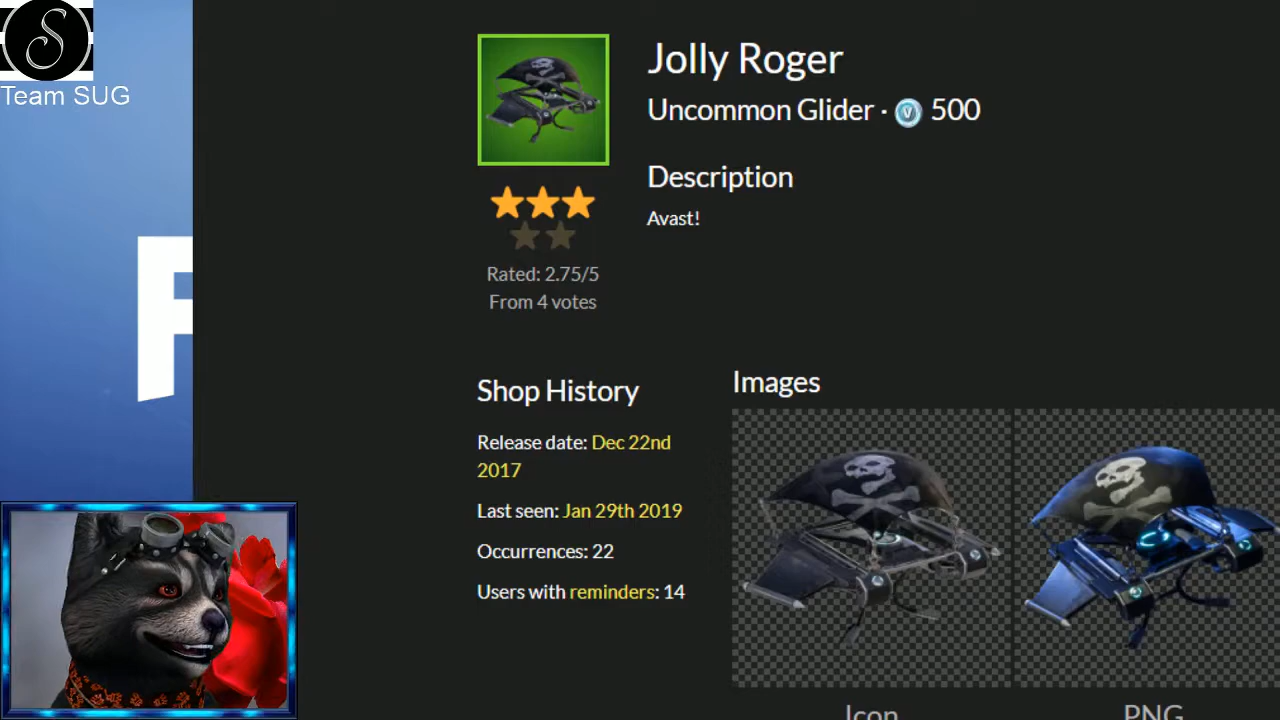 S
Team SUG
F
Jolly Roger
Uncommon Glider · V 500
Description
Avast!
Rated: 2.75/5
From 4 votes
Shop History
Release date: Dec 22nd
2017
Last seen: Jan 29th 2019
Occurrences: 22
Users with reminders: 14
Images
Icon
PNG